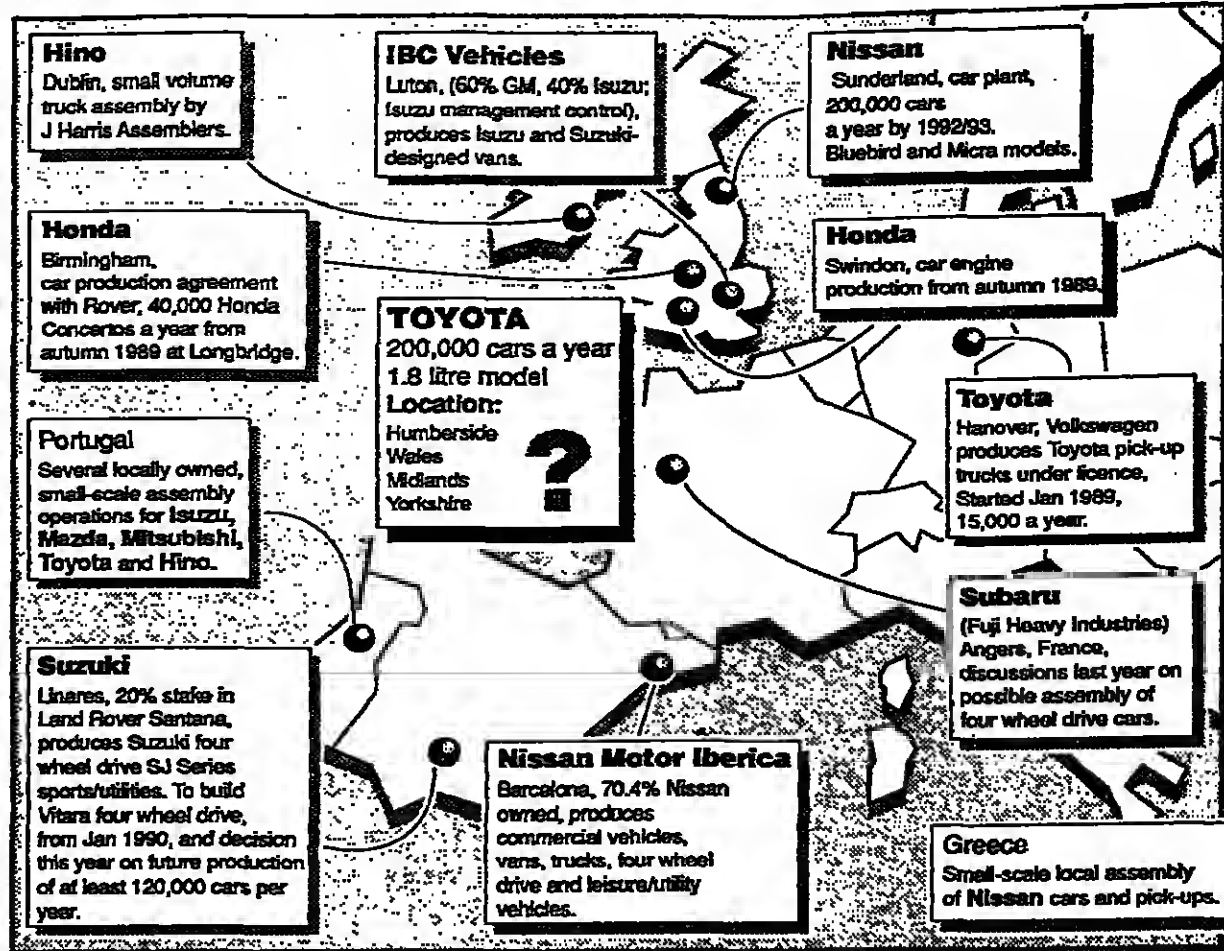 Hino
Dublin, small volume
truck assembly by
J Harris Assemblers.
IBC Vehicles
Luton, (60% GM, 40% Isuzu;
Isuzu management control),
produces Isuzu and Suzuki-
designed vans.
Nissan
Sunderland, car plant,
200,000 cars
a year by 1992/93.
Bluebird and Micra models.
Honda
Birmingham,
car production agreement
with Rover, 40,000 Honda
Concertos a year from
autumn 1989 at Longbridge.
Honda
Swindon, car engine
production from autumn 1989.
TOYOTA
200,000 cars a year
1.8 litre model
Location:
Humberside
Wales
Midlands
Yorkshire
?
Toyota
Hanover, Volkswagen
produces Toyota pick-up
trucks under licence,
Started Jan 1989,
15,000 a year.
Portugal
Several locally owned,
small-scale assembly
operations for Isuzu,
Mazda, Mitsubishi,
Toyota and Hino.
Subaru
(Fuji Heavy Industries)
Angers, France,
discussions last year on
possible assembly of
four wheel drive cars.
Suzuki
Linares, 20% stake in
Land Rover Santana,
produces Suzuki four
wheel drive SJ Series
sports/utilities. To build
Vitara four wheel drive,
from Jan 1990, and decision
this year on future production
of at least 120,000 cars per
year.
Nissan Motor Iberica
Barcelona, 70.4% Nissan
owned, produces
commercial vehicles,
vans, trucks, four wheel
drive and leisure/utility
vehicles.
Greece
Small-scale local assembly
of Nissan cars and pick-ups.